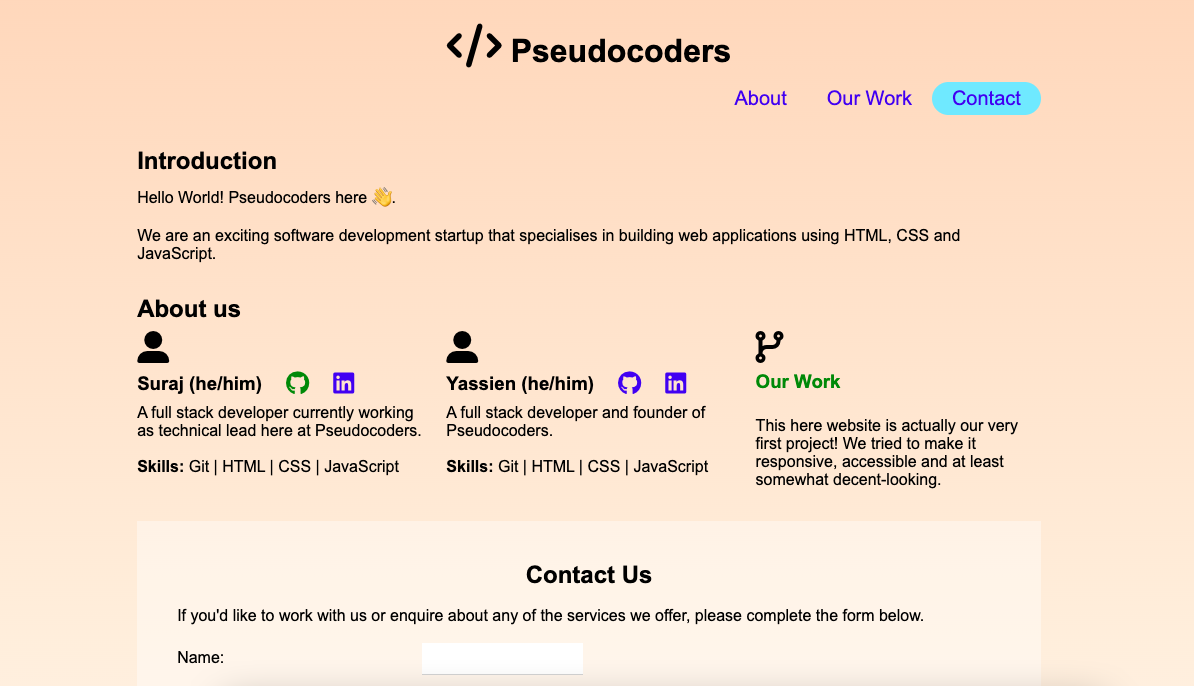 </> Pseudocoders
About
Our Work
Contact
Introduction
Hello World! Pseudocoders here 👋.
We are an exciting software development startup that specialises in building web applications using HTML, CSS and
JavaScript.
About us
Suraj (he/him)
A full stack developer currently working
as technical lead here at Pseudocoders.
Skills: Git | HTML | CSS | JavaScript
Yassien (he/him)
A full stack developer and founder of
Pseudocoders.
Skills: Git | HTML | CSS | JavaScript
Our Work
This here website is actually our very
first project! We tried to make it
responsive, accessible and at least
somewhat decent-looking.
Contact Us
If you'd like to work with us or enquire about any of the services we offer, please complete the form below.
Name: